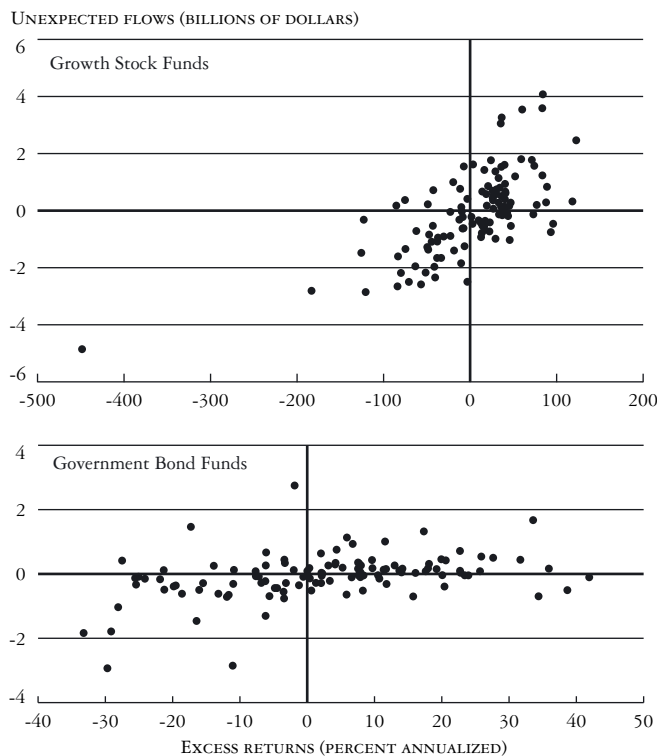 UNEXPECTED FLOWS (BILLIONS OF DOLLARS)
6
Growth Stock Funds
4
2
0
-2
-4
-6
-500 -400 -300 -200 -100 0 100 200
4
Government Bond Funds
2
0
-2
-4
-40 -30 -20 -10 0 10 20 30 40 50
EXCESS RETURNS (PERCENT ANNUALIZED)